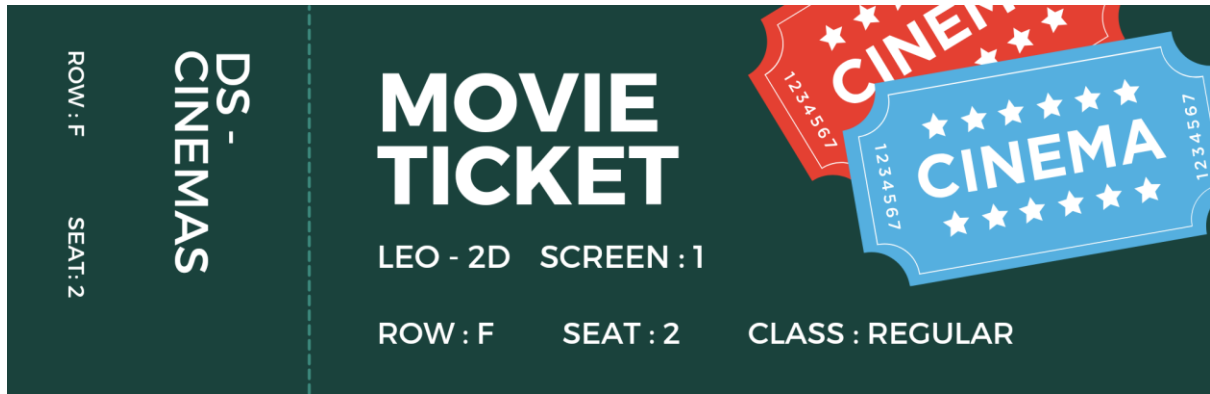 ROW : F
SEAT: 2
DS -
CINEMAS
MOVIE
TICKET
LEO - 2D SCREEN : 1
ROW : F SEAT : 2 CLASS : REGULAR
CINEMA
1234567
1234567
CINEMA
1234567